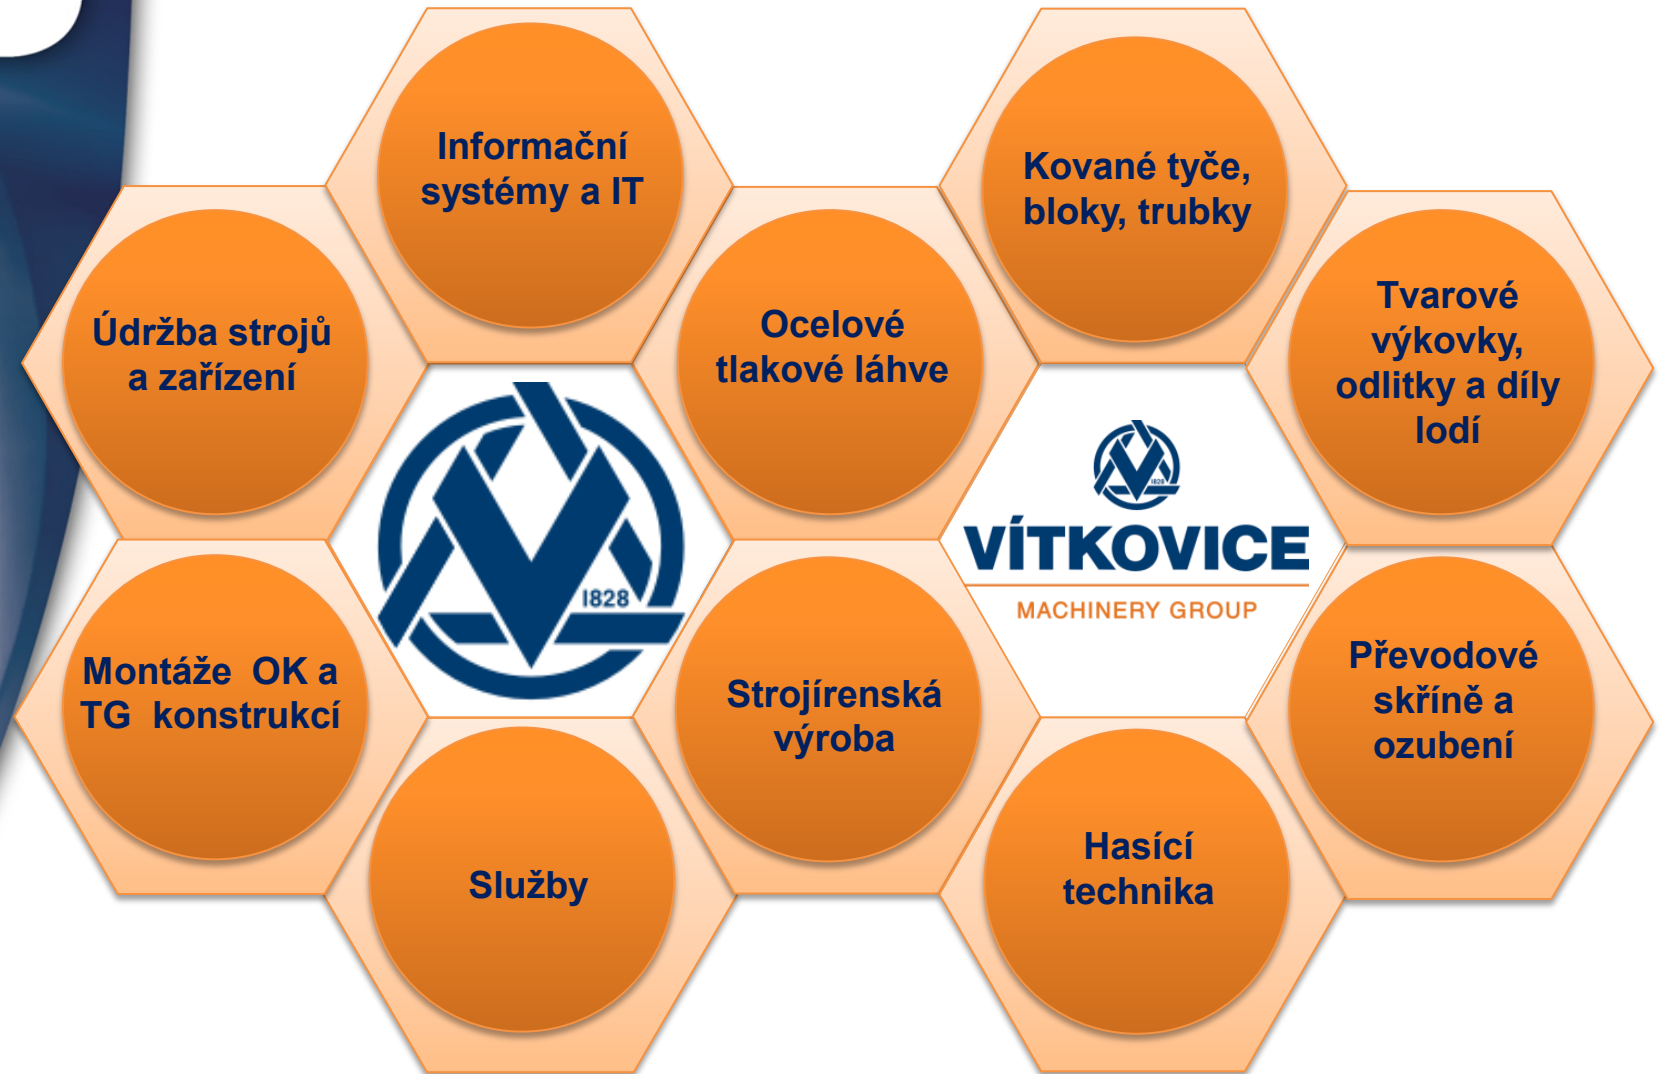 Informační
systémy a IT
Kované tyče,
bloky, trubky
Údržba strojů
a zařízení
Ocelové
tlakové láhve
Tvarové
výkovky,
odlitky a díly
lodí
1828
1828
VÍTKOVICE
MACHINERY GROUP
Montáže OK a
TG konstrukcí
Strojírenská
výroba
Převodové
skříně a
ozubení
Služby
Hasící
technika